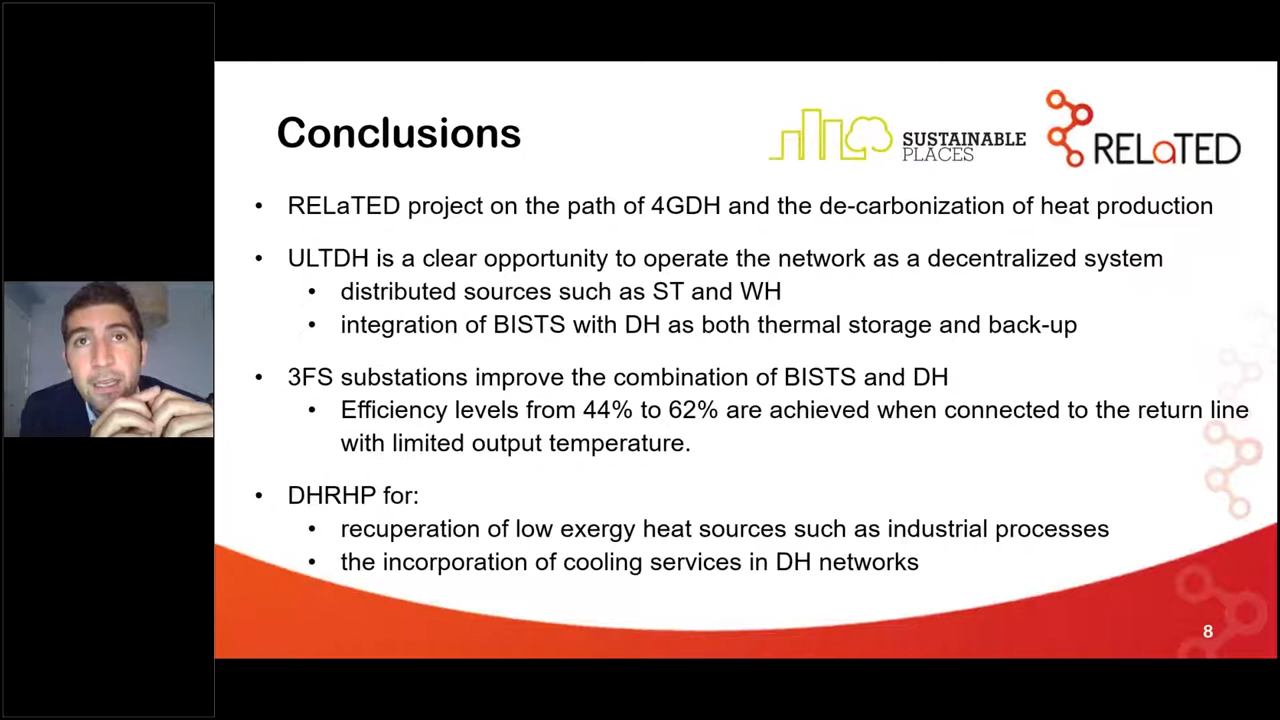 Conclusions
SUSTAINABLE
PLACES
RELaTED
• RELaTED project on the path of 4GDH and the de-carbonization of heat production
• ULTDH is a clear opportunity to operate the network as a decentralized system
• distributed sources such as ST and WH
• integration of BISTS with DH as both thermal storage and back-up
• 3FS substations improve the combination of BISTS and DH
• Efficiency levels from 44% to 62% are achieved when connected to the return line
with limited output temperature.
• DHRHP for:
• recuperation of low exergy heat sources such as industrial processes
• the incorporation of cooling services in DH networks
8